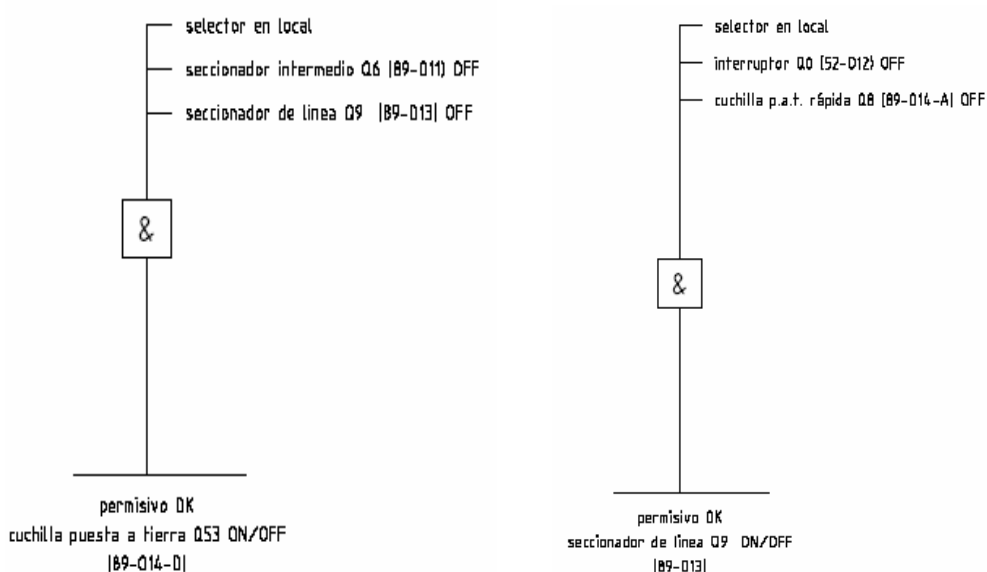 selector en local
seccionador intermedio Q6 (89-011) OFF
seccionador de linea Q9 (89-013) OFF
&
permisivo OK
cuchilla puesta a tierra Q53 ON/OFF
(89-014-D)
selector en local
interruptor Q0 (52-012) OFF
cuchilla p.a.t. rápida Q8 (89-014-A) OFF
&
permisivo OK
seccionador de línea Q9 ON/OFF
(89-013)